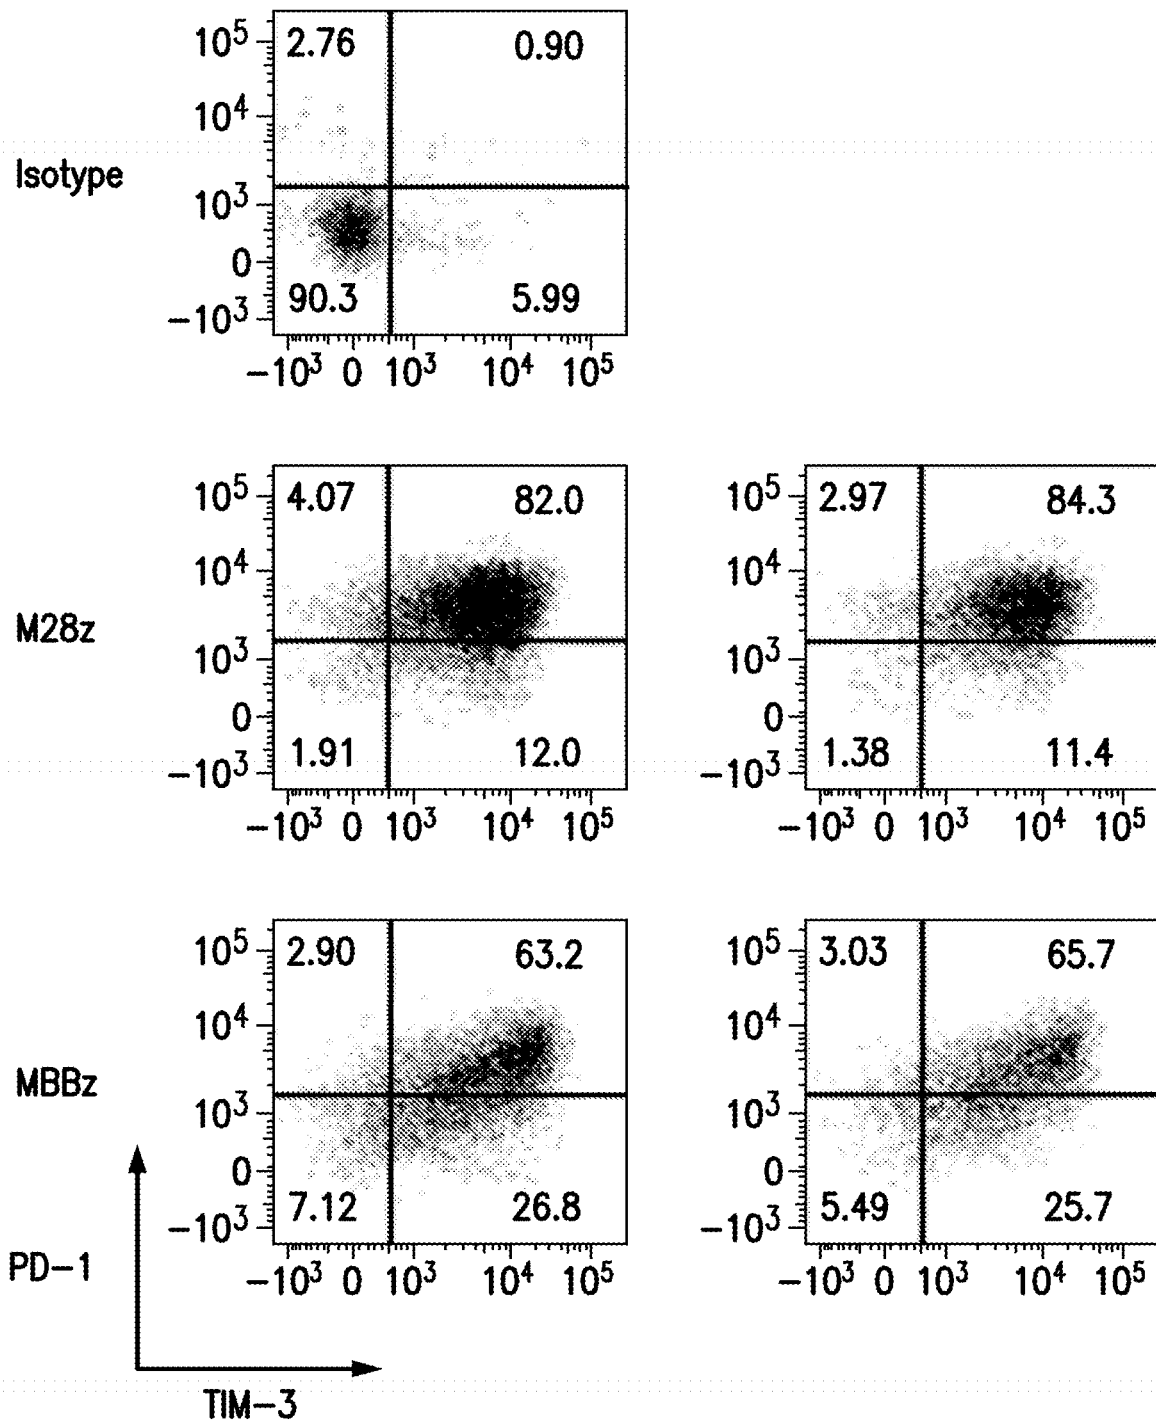 2.76 0.90
10⁵
10⁴
Isotype
10³
0
90.3 5.99
−10³
−10³ 0 10³ 10⁴ 10⁵
4.07 82.0 2.97 84.3
10⁵ 10⁵
10⁴ 10⁴
M28z
10³ 10³
0 0
1.91 12.0 1.38 11.4
−10³ −10³
−10³ 0 10³ 10⁴ 10⁵ −10³ 0 10³ 10⁴ 10⁵
2.90 63.2 3.03 65.7
10⁵ 10⁵
10⁴ 10⁴
MBBz
10³ 10³
0 0
7.12 26.8 5.49 25.7
−10³ −10³
PD-1
−10³ 0 10³ 10⁴ 10⁵ −10³ 0 10³ 10⁴ 10⁵
TIM-3